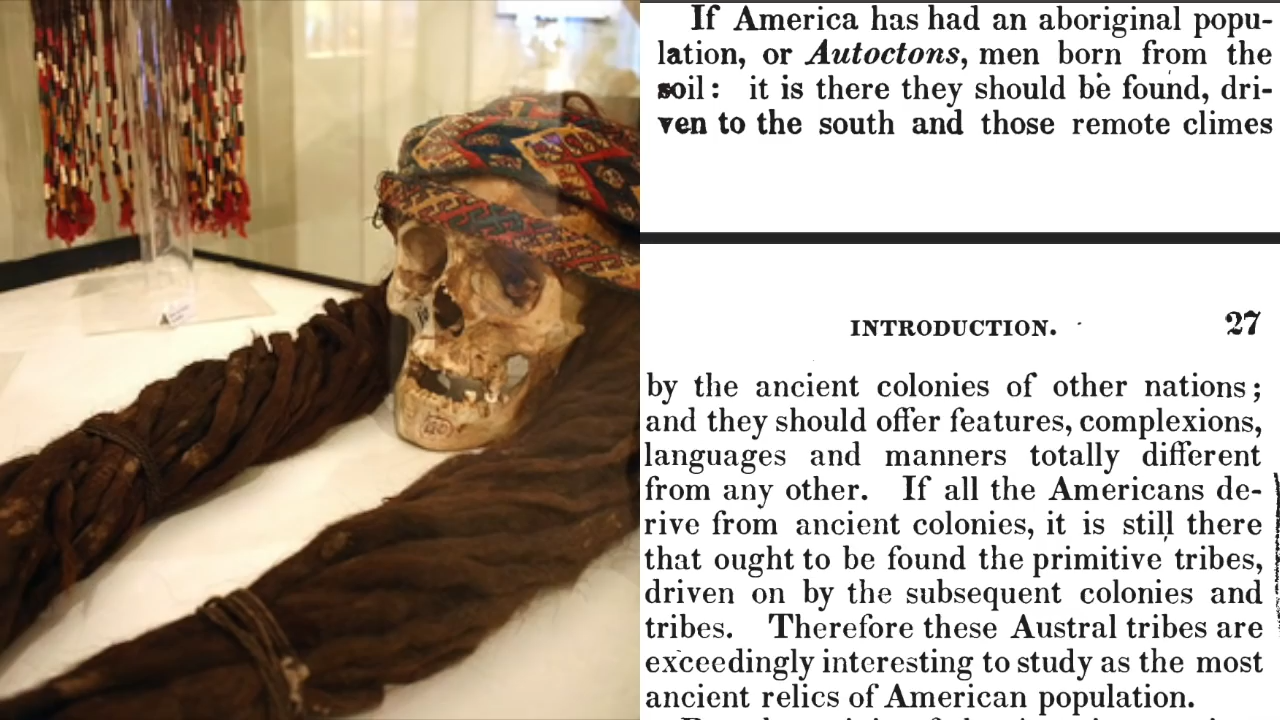 If America has had an aboriginal popu-
lation, or Autoctons, men born from the
soil: it is there they should be found, dri-
ven to the south and those remote climes
INTRODUCTION. 27
by the ancient colonies of other nations;
and they should offer features, complexions,
languages and manners totally different
from any other. If all the Americans de-
rive from ancient colonies, it is still there
that ought to be found the primitive tribes,
driven on by the subsequent colonies and
tribes. Therefore these Austral tribes are
exceedingly interesting to study as the most
ancient relics of American population.